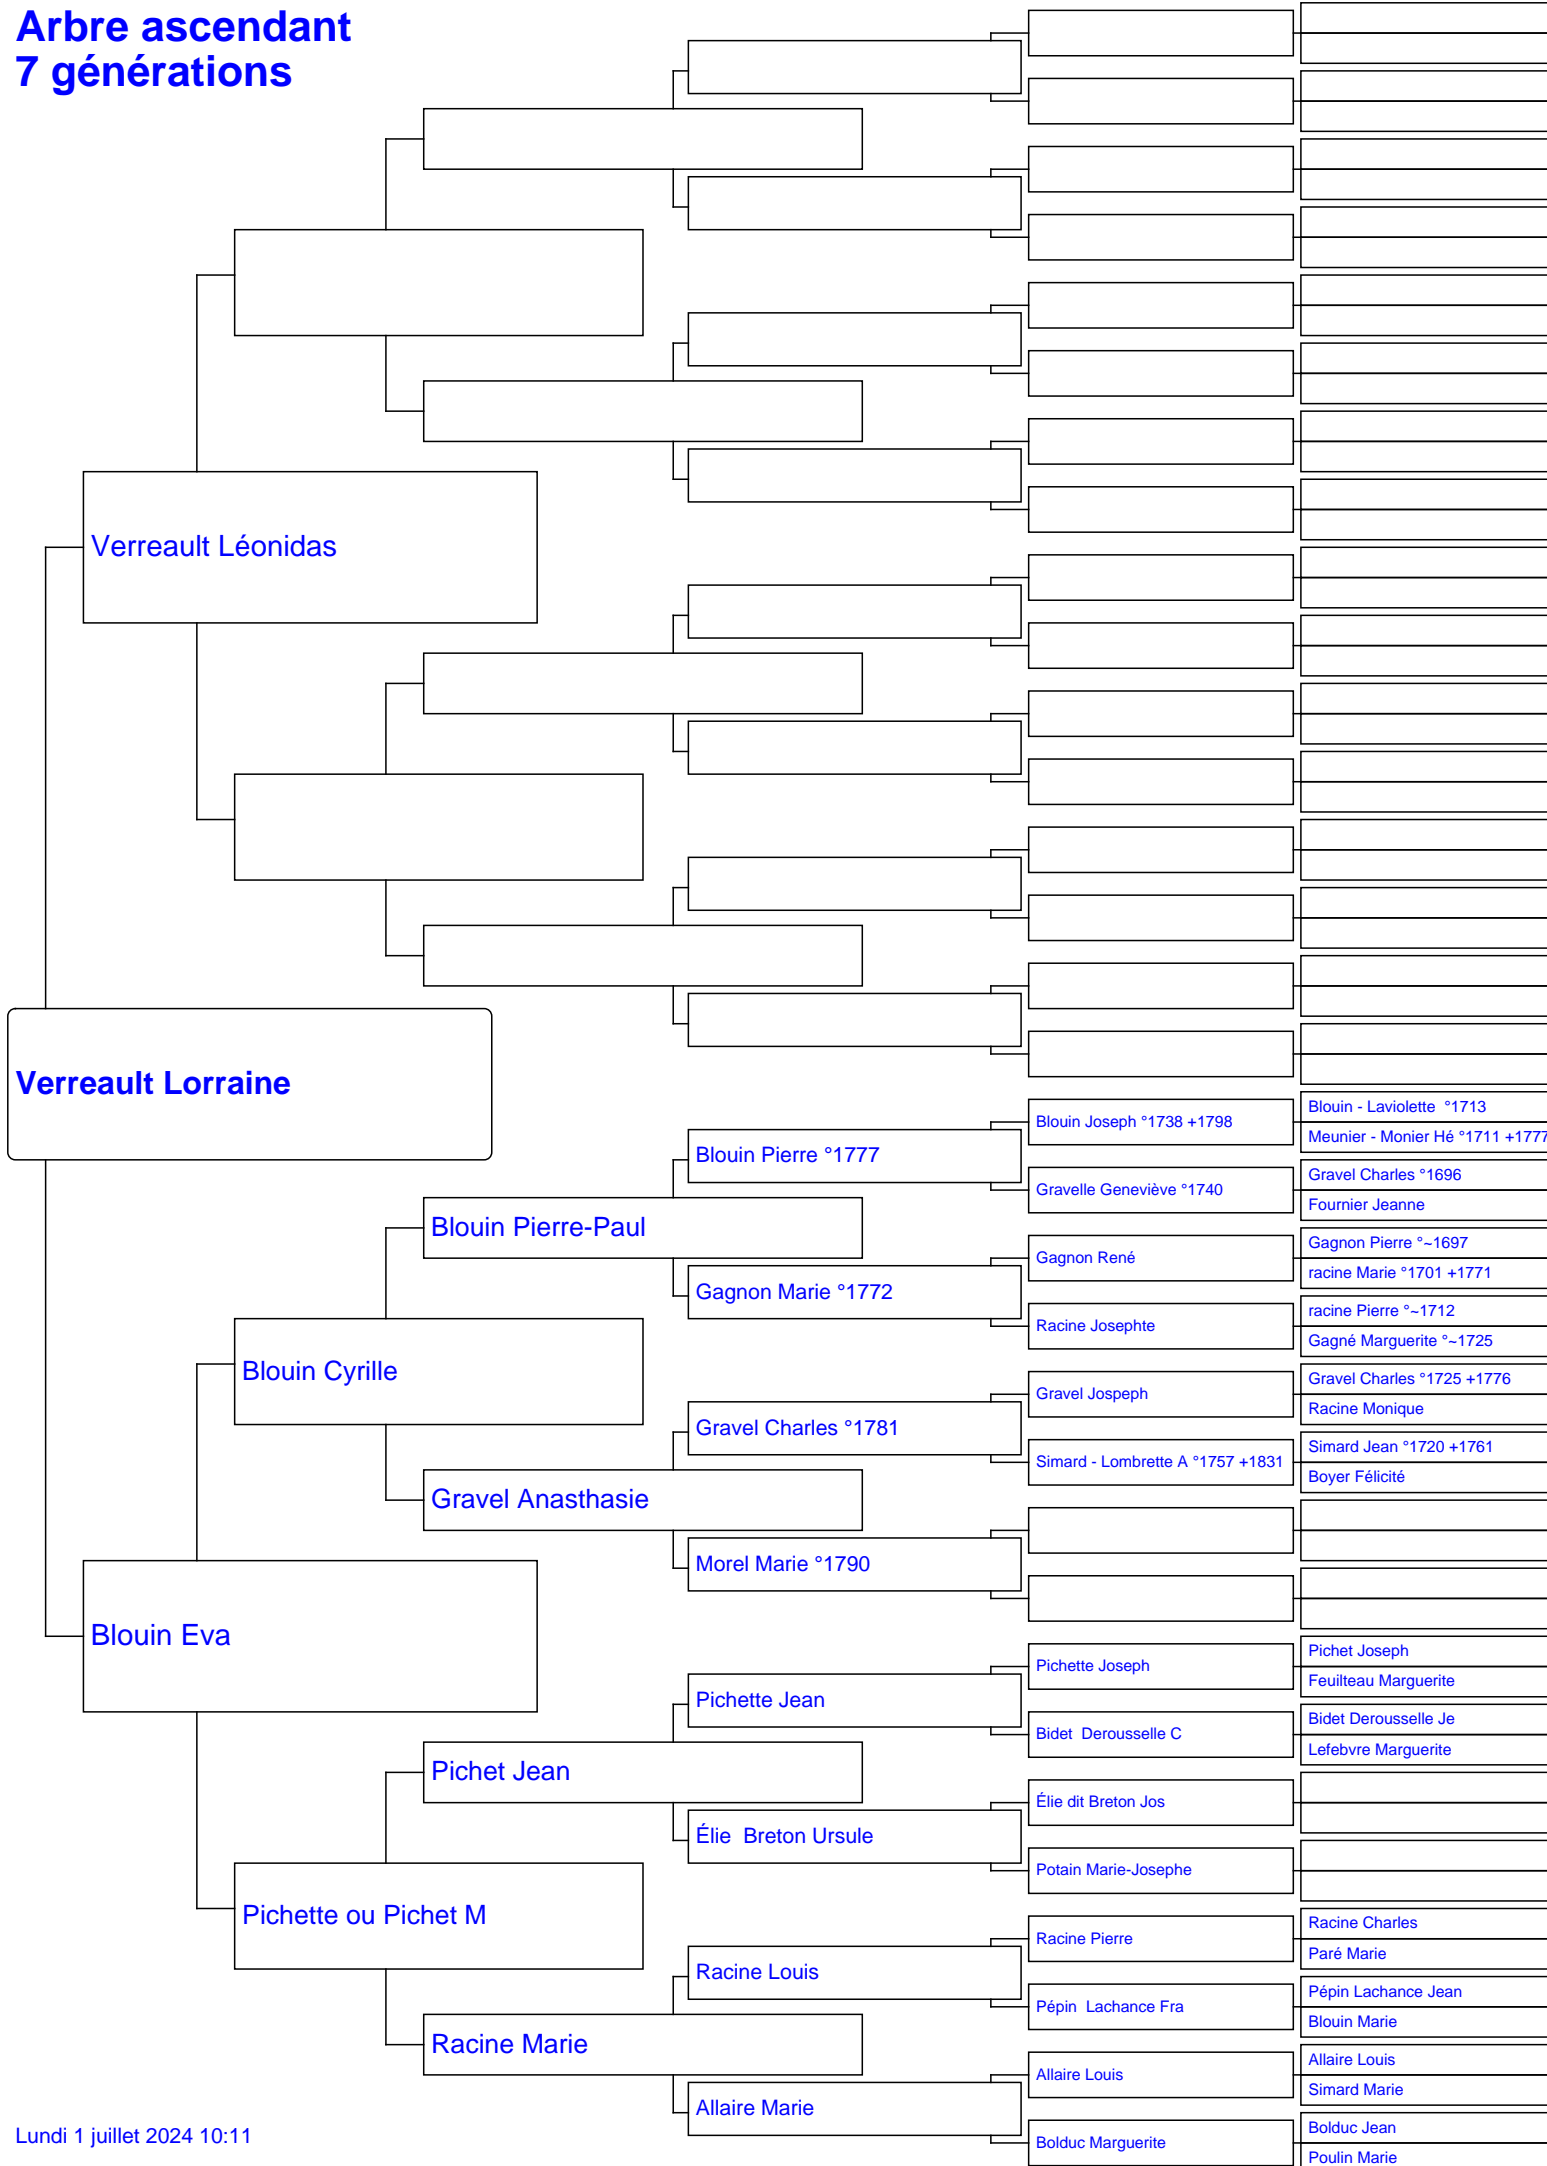 Arbre ascendant
7 générations
Verreault Léonidas
Verreault Lorraine
Blouin Joseph °1738 +1798
Blouin - Laviolette  °1713
Meunier - Monier Hé °1711 +1777
Blouin Pierre °1777
Gravelle Geneviève °1740
Gravel Charles °1696
Fournier Jeanne
Blouin Pierre-Paul
Gagnon René
Gagnon Pierre °~1697
racine Marie °1701 +1771
Gagnon Marie °1772
Racine Josephte
racine Pierre °~1712
Gagné Marguerite °~1725
Blouin Cyrille
Gravel Jospeph
Gravel Charles °1725 +1776
Racine Monique
Gravel Charles °1781
Simard - Lombrette A °1757 +1831
Simard Jean °1720 +1761
Boyer Félicité
Gravel Anasthasie
Morel Marie °1790
Blouin Eva
Pichette Joseph
Pichet Joseph
Feuilteau Marguerite
Pichette Jean
Bidet  Derousselle C
Bidet Derousselle Je
Lefebvre Marguerite
Pichet Jean
Élie dit Breton Jos
Élie  Breton Ursule
Potain Marie-Josephe
Pichette ou Pichet M
Racine Pierre
Racine Charles
Paré Marie
Racine Louis
Pépin  Lachance Fra
Pépin Lachance Jean
Blouin Marie
Racine Marie
Allaire Louis
Allaire Louis
Simard Marie
Allaire Marie
Bolduc Marguerite
Bolduc Jean
Poulin Marie
Lundi 1 juillet 2024 10:11